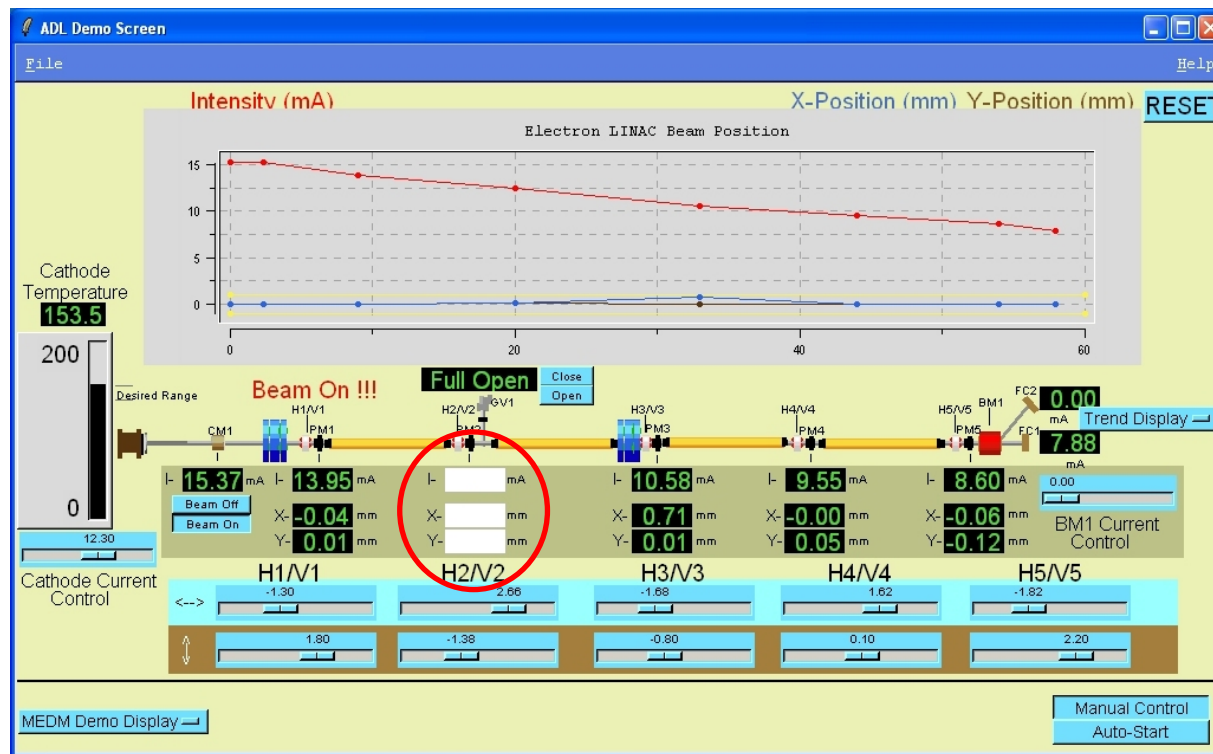 ADL Demo Screen
File Help
Intensity (mA) X-Position (mm) Y-Position (mm) RESET
Electron LINAC Beam Position
15
10
5
0
0 20 40 60
Cathode
Temperature
153.5
200
0
Desired Range
Beam On !!!
Full Open
Close
Open
H1/V1 H2/V2 GV1 H3/V3 H4/V4 H5/V5 BM1 FC2 0.00
mA
Trend Display
CM1 PM1 PM2 PM3 PM4 PM5 FC1 7.88
mA
I- 15.37 mA I- 13.95 mA I- mA I- 10.58 mA I- 9.55 mA I- 8.60 mA 0.00
Beam Off
Beam On
X- -0.04 mm X- mm X- 0.71 mm X- -0.00 mm X- -0.06 mm
Y- 0.01 mm Y- mm Y- 0.01 mm Y- 0.05 mm Y- -0.12 mm
BM1 Current
Control
12.30
Cathode Current
Control
H1/V1 H2/V2 H3/V3 H4/V4 H5/V5
<--> -1.30 2.66 -1.68 1.62 -1.82
1.80 -1.38 -0.80 0.10 2.20
MEDM Demo Display
Manual Control
Auto-Start